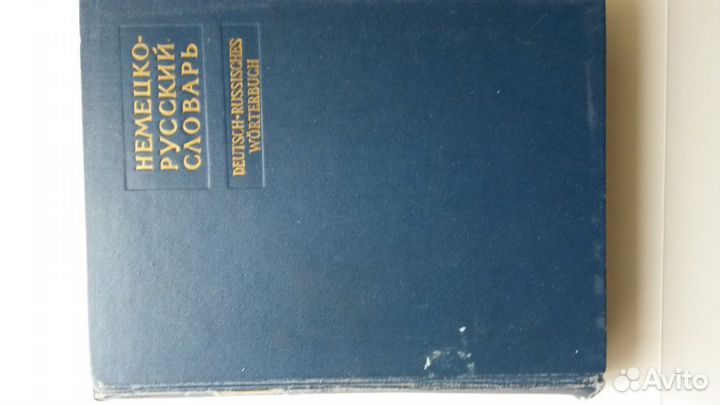 НЕМЕЦКО-
РУССКИЙ
СЛОВАРЬ
DEUTSCH-RUSSISCHES
WÖRTERBUCH
Avito